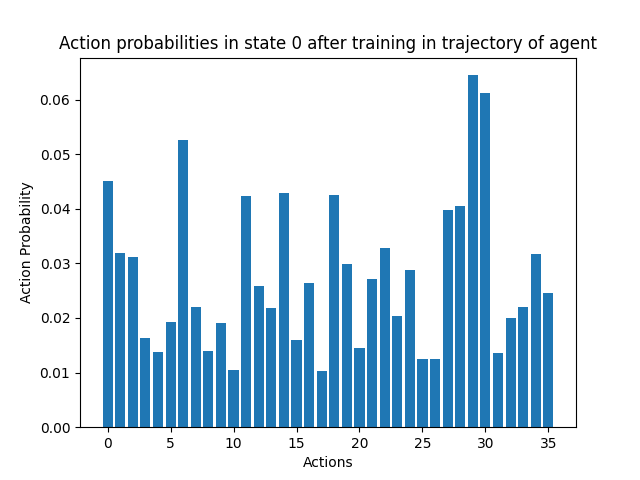 Action probabilities in state 0 after training in trajectory of agent
0.06
0.05
0.04
0.03
0.02
0.01
0.00
Action Probability
0 5 10 15 20 25 30 35
Actions